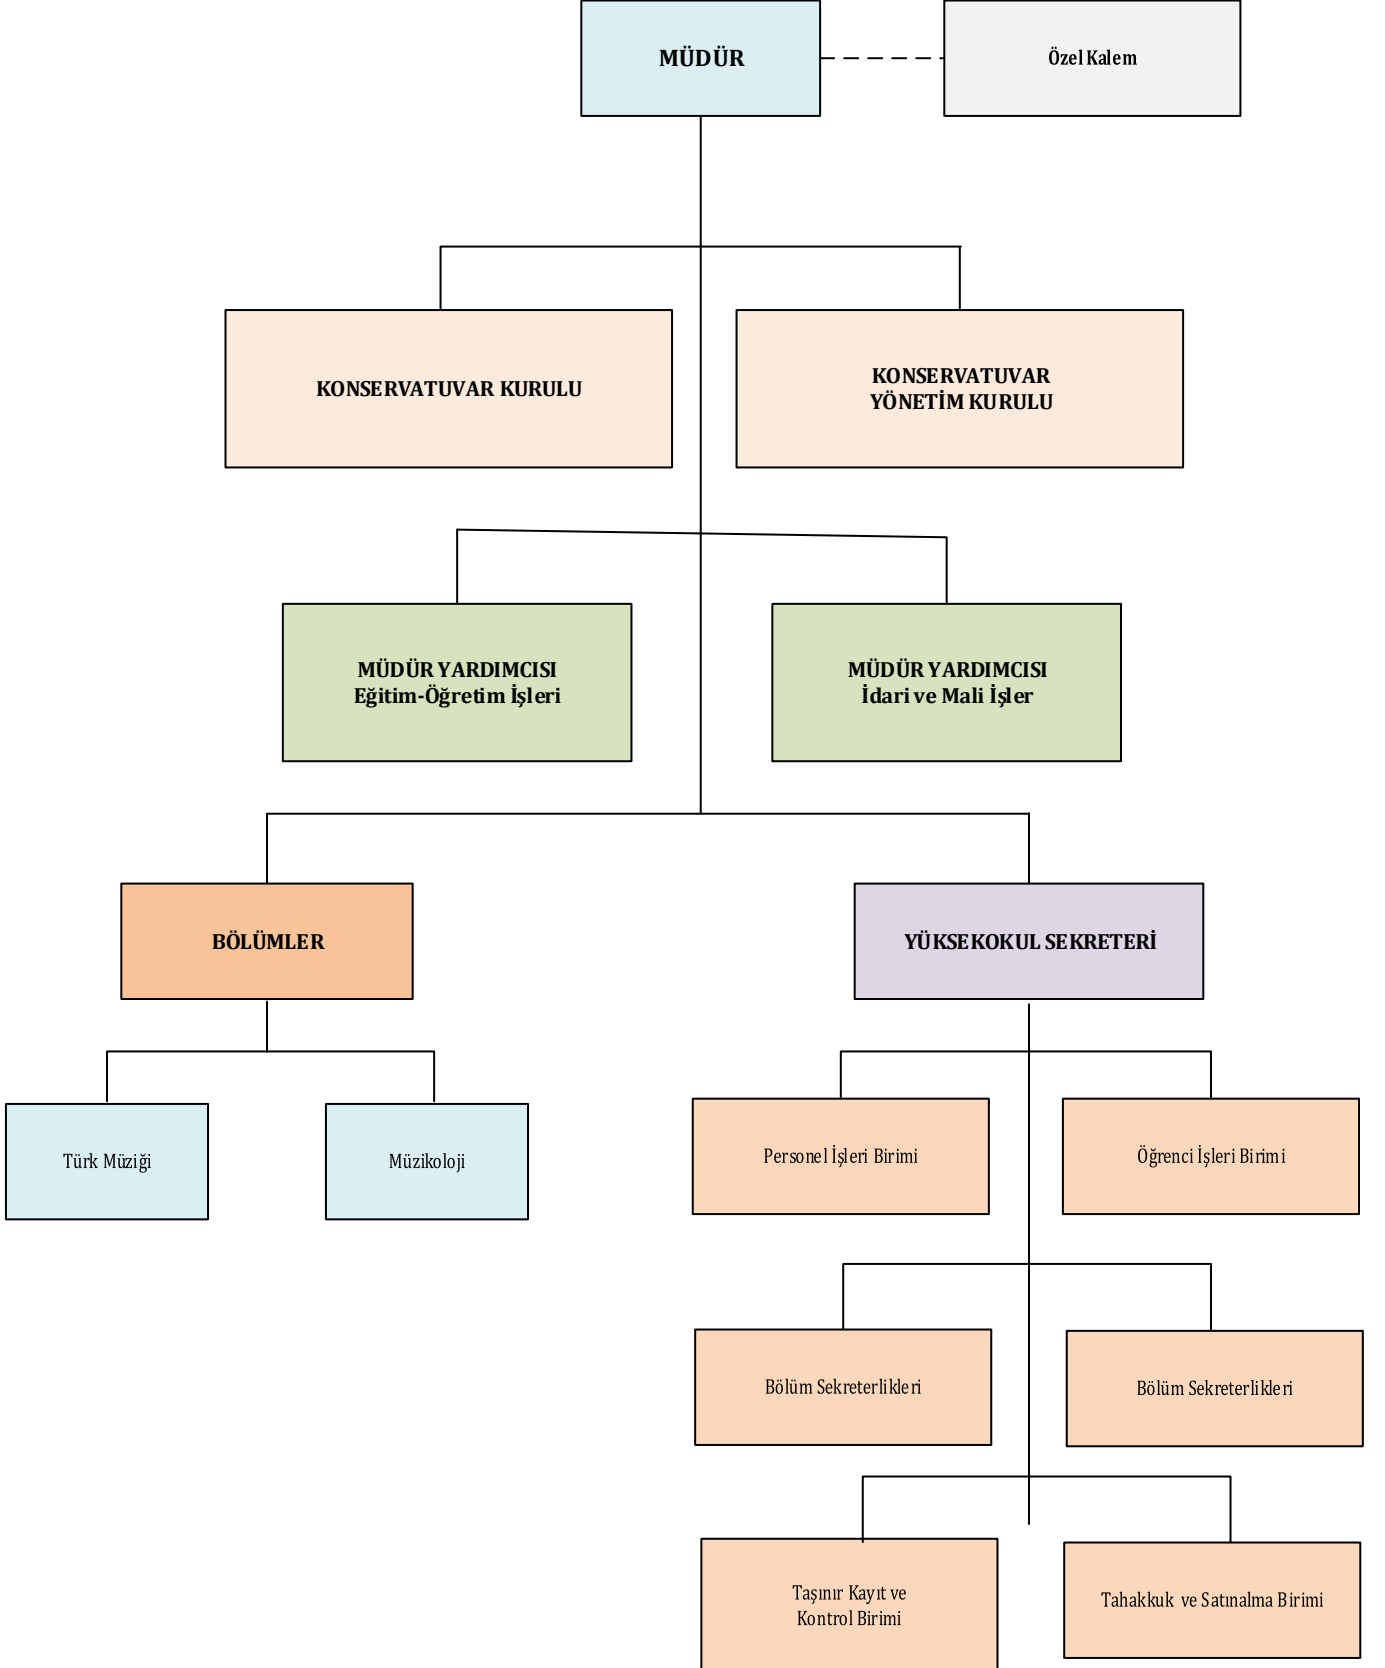 MÜDÜR
Özel Kalem
KONSERVATUVAR KURULU
KONSERVATUVAR
YÖNETİM KURULU
MÜDÜR YARDIMCISI
Eğitim-Öğretim İşleri
MÜDÜR YARDIMCISI
İdari ve Mali İşler
BÖLÜMLER
YÜKSEKOKUL SEKRETERİ
Türk Müziği
Müzikoloji
Personel İşleri Birimi
Öğrenci İşleri Birimi
Bölüm Sekreterlikleri
Bölüm Sekreterlikleri
Taşınır Kayıt ve
Kontrol Birimi
Tahakkuk ve Satınalma Birimi